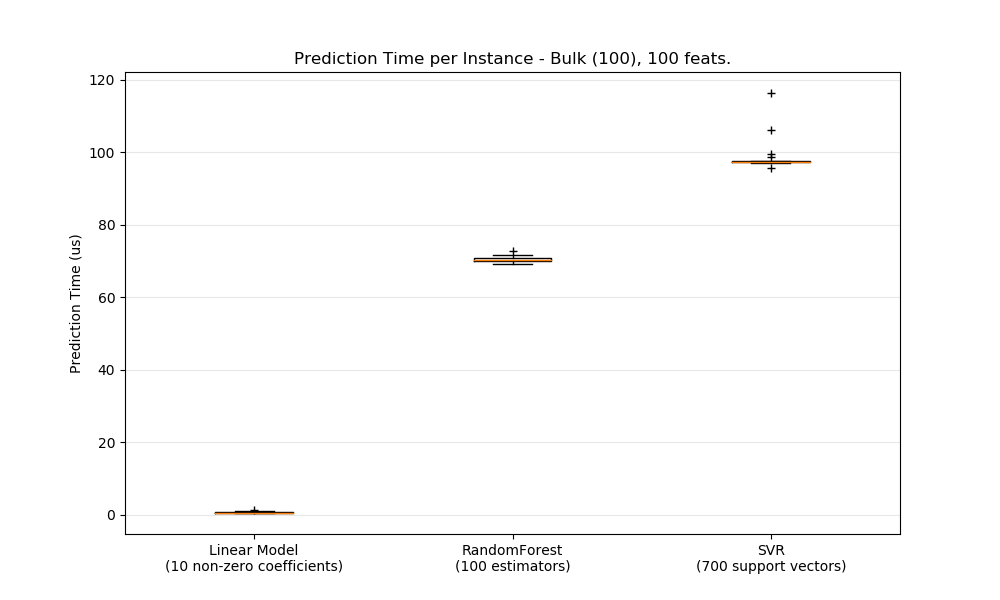 Prediction Time per Instance - Bulk (100), 100 feats.
120
100
80
60
40
20
0
Prediction Time (us)
Linear Model
(10 non-zero coefficients)
RandomForest
(100 estimators)
SVR
(700 support vectors)